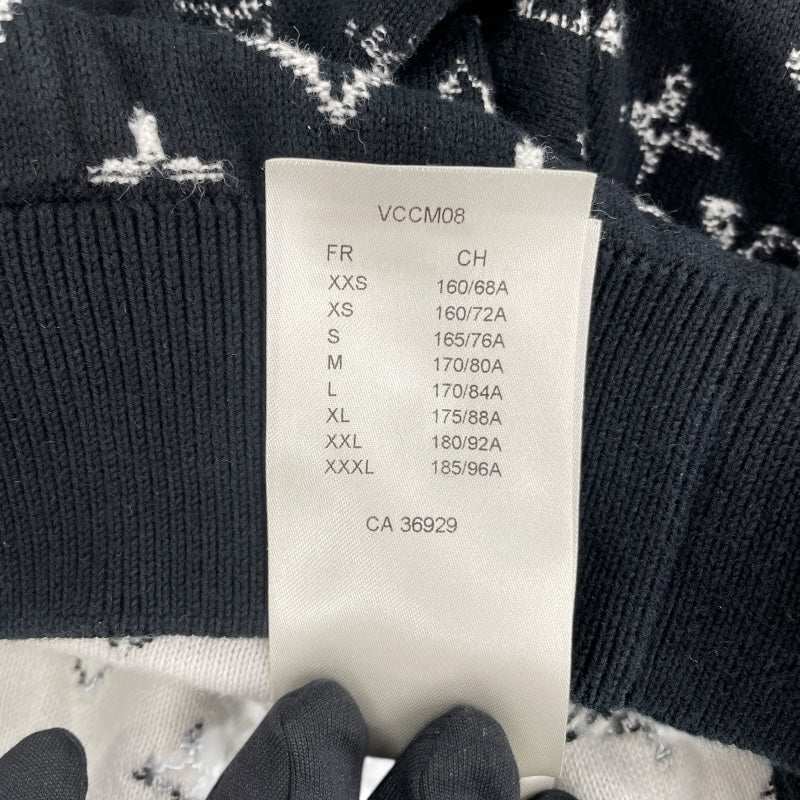 VCCM08
FR CH
XXS 160/68A
XS 160/72A
S 165/76A
M 170/80A
L 170/84A
XL 175/88A
XXL 180/92A
XXXL 185/96A
CA 36929